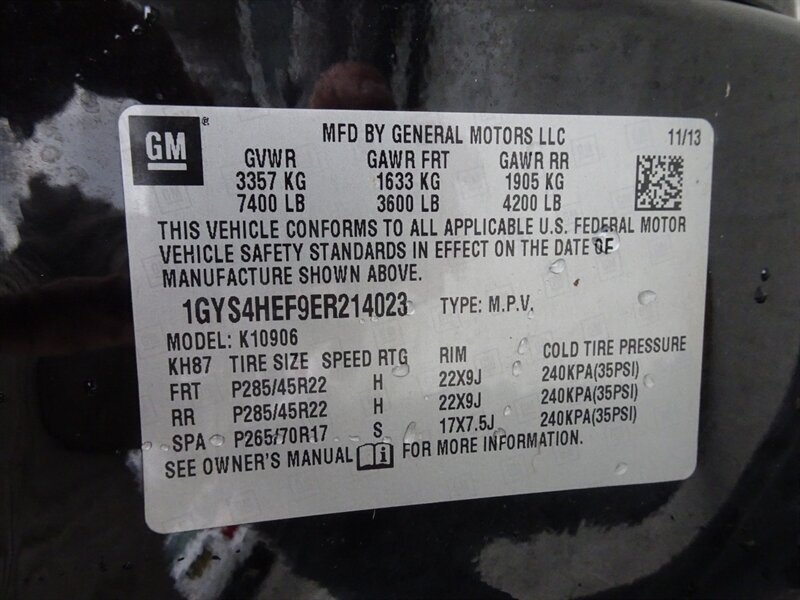 GM
MFD BY GENERAL MOTORS LLC 11/13
GVWR GAWR FRT GAWR RR
3357 KG 1633 KG 1905 KG
7400 LB 3600 LB 4200 LB
THIS VEHICLE CONFORMS TO ALL APPLICABLE U.S. FEDERAL MOTOR
VEHICLE SAFETY STANDARDS IN EFFECT ON THE DATE OF
MANUFACTURE SHOWN ABOVE.
1GYS4HEF9ER214023 TYPE: M.P.V.
MODEL: K10906
KH87 TIRE SIZE SPEED RTG RIM COLD TIRE PRESSURE
FRT P285/45R22 H 22X9J 240KPA(35PSI)
RR P285/45R22 H 22X9J 240KPA(35PSI)
SPA P265/70R17 S 17X7.5J 240KPA(35PSI)
SEE OWNER'S MANUAL FOR MORE INFORMATION.